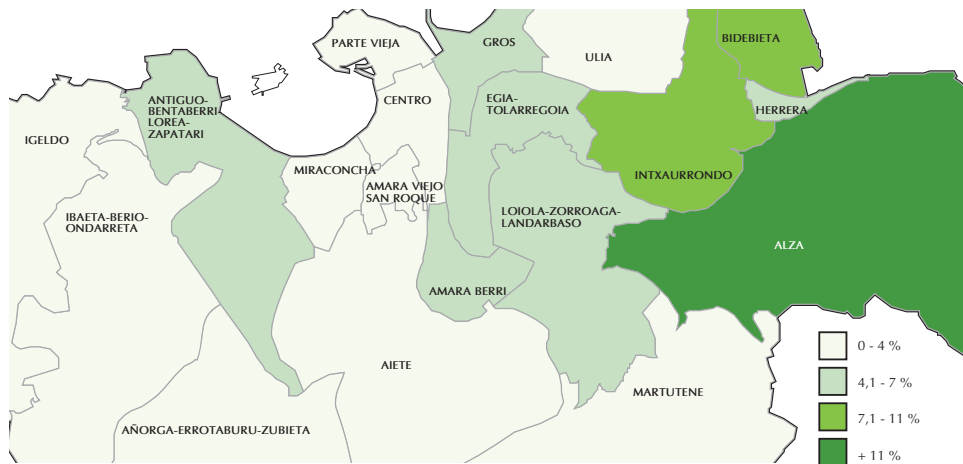 PARTE VIEJA
GROS
BIDEBIETA
ULIA
ANTIGUO-
BENTABERRI
LOREA-
ZAPATARI
CENTRO
EGIA-
TOLARREGOIA
HERRERA
IGELDO
MIRACONCHA
AMARA VIEJO
SAN ROQUE
INTXAURRONDO
IBAETA-BERIO-
ONDARRETA
LOIOLA-ZORROAGA-
LANDARBASO
ALZA
AMARA BERRI
AIETE
MARTUTENE
AÑORGA-ERROTABURU-ZUBIETA
0 - 4 %
4,1 - 7 %
7,1 - 11 %
+ 11 %